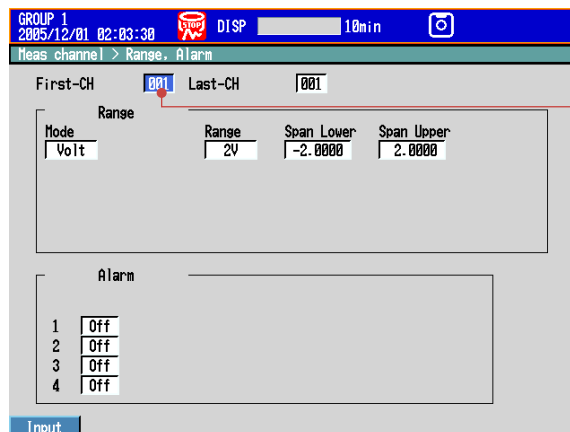 GROUP 1
2005/12/01 02:03:30 STOP DISP 10min
Meas channel > Range, Alarm
First-CH 001 Last-CH 001
Range
Mode Range Span Lower Span Upper
Volt 2V -2.0000 2.0000
Alarm
1 Off
2 Off
3 Off
4 Off
Input